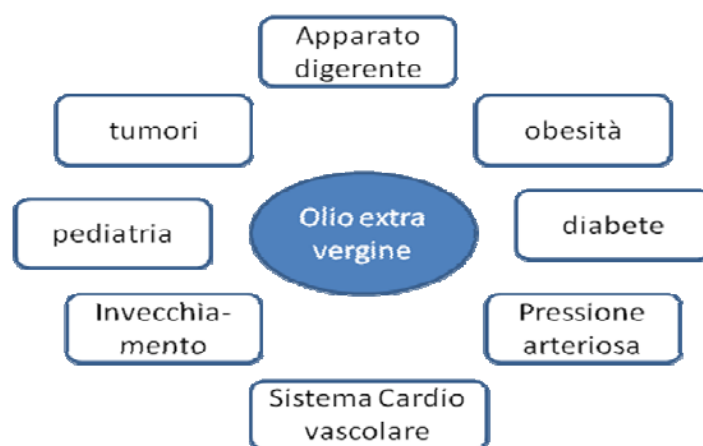 Apparato
digerente
tumori
obesità
Olio extra
vergine
pediatria
diabete
Invecchia-
mento
Pressione
arteriosa
Sistema Cardio
vascolare